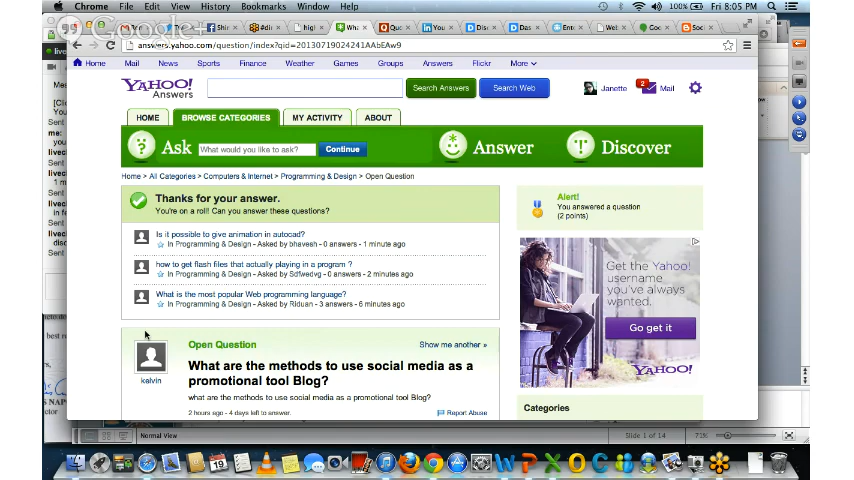 Chrome File Edit View History Bookmarks Window Help
100% Fri 8:05 PM
Google+
answers.yahoo.com/question/index?qid=20130719024241AAbEAw9
Home Mail News Sports Finance Weather Games Groups Answers Flickr More
YAHOO! ANSWERS
Search Answers
Search Web
Janette
2
Mail
HOME BROWSE CATEGORIES MY ACTIVITY ABOUT
Ask
What would you like to ask?
Continue
Answer
Discover
Home > All Categories > Computers & Internet > Programming & Design > Open Question
Thanks for your answer.
You're on a roll! Can you answer these questions?
Is it possible to give animation in autocad?
In Programming & Design - Asked by bhavesh - 0 answers - 1 minute ago
how to get flash files that actually playing in a program ?
In Programming & Design - Asked by Sdfwedvg - 0 answers - 2 minutes ago
What is the most popular Web programming language?
In Programming & Design - Asked by Riduan - 3 answers - 6 minutes ago
Alert!
You answered a question
(2 points)
Get the Yahoo!
username
you've always
wanted.
Go get it
YAHOO!
Open Question
Show me another »
What are the methods to use social media as a
promotional tool Blog?
kelvin
what are the methods to use social media as a promotional tool Blog?
2 hours ago - 4 days left to answer.
Report Abuse
Categories
Normal View
Slide 1 of 14
71%